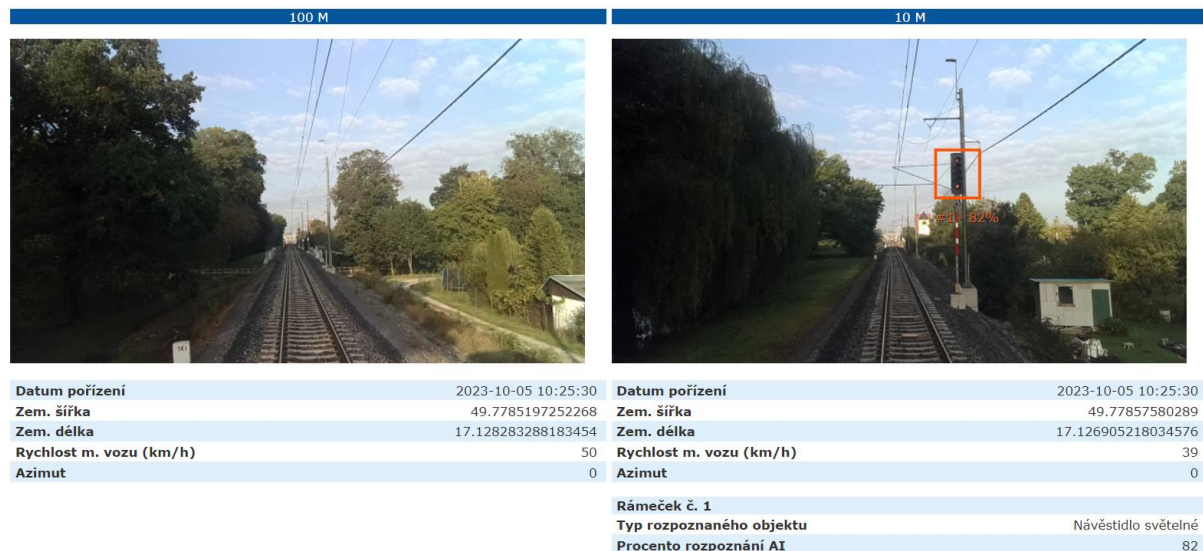 100 M
10 M
#1 - 82%
Datum pořízení 2023-10-05 10:25:30
Zem. šířka 49.7785197252268
Zem. délka 17.128283288183454
Rychlost m. vozu (km/h) 50
Azimut 0
Datum pořízení 2023-10-05 10:25:30
Zem. šířka 49.77857580289
Zem. délka 17.126905218034576
Rychlost m. vozu (km/h) 39
Azimut 0
Rámeček č. 1
Typ rozpoznaného objektu Návěstidlo světelné
Procento rozpoznání AI 82